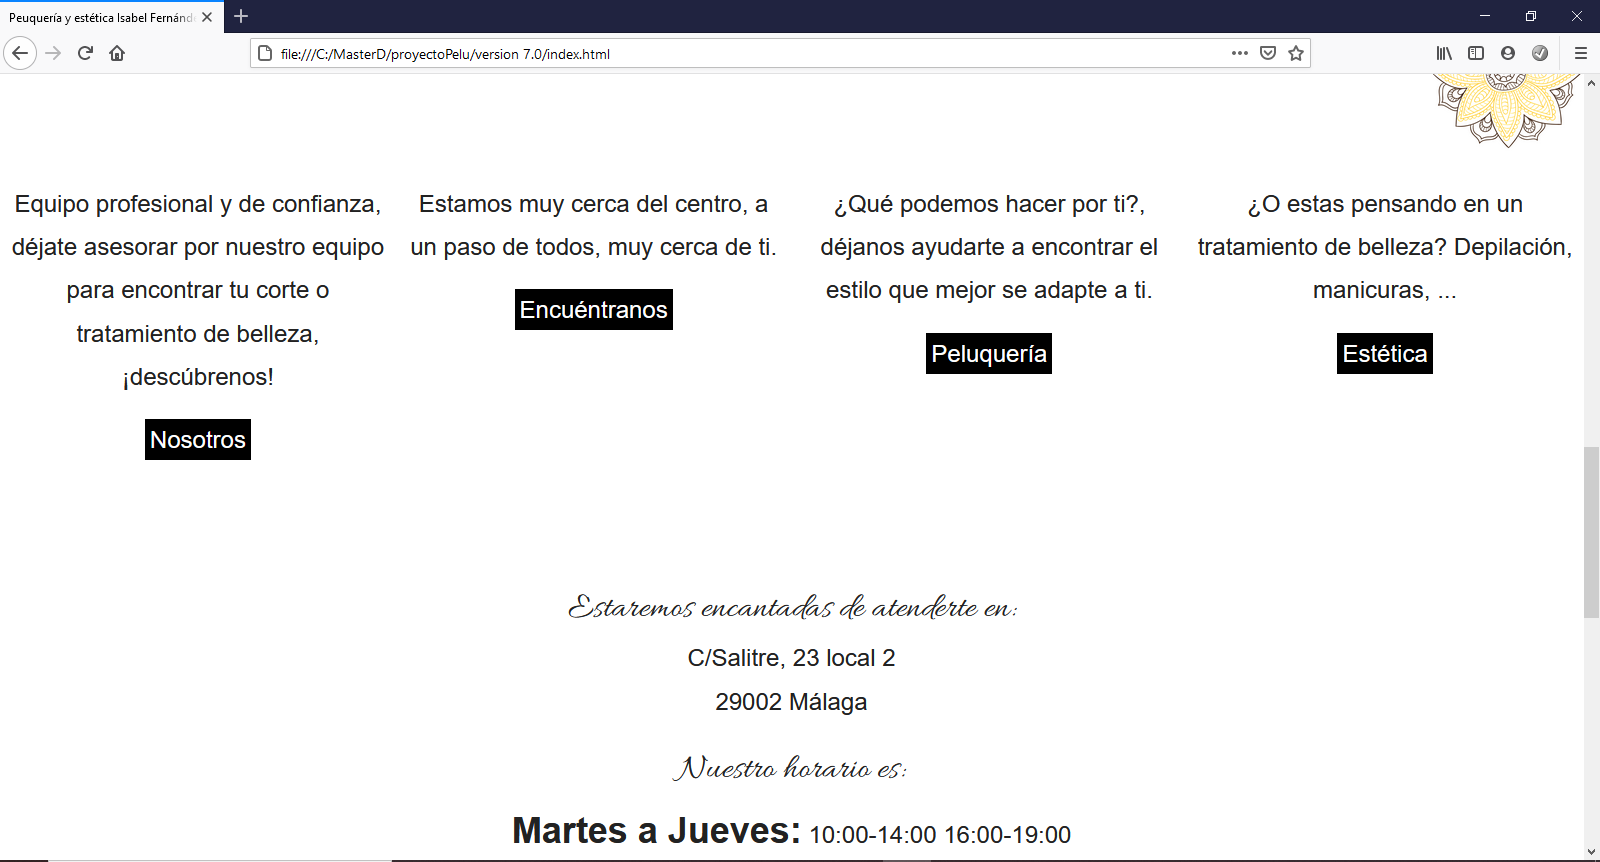 Peuquería y estética Isabel Fernánd
file:///C:/MasterD/proyectoPelu/version 7.0/index.html
Equipo profesional y de confianza,
déjate asesorar por nuestro equipo
para encontrar tu corte o
tratamiento de belleza,
¡descúbrenos!
Nosotros
Estamos muy cerca del centro, a
un paso de todos, muy cerca de ti.
Encuéntranos
¿Qué podemos hacer por ti?,
déjanos ayudarte a encontrar el
estilo que mejor se adapte a ti.
Peluquería
¿O estas pensando en un
tratamiento de belleza? Depilación,
manicuras, ...
Estética
Estaremos encantadas de atenderte en:
C/Salitre, 23 local 2
29002 Málaga
Nuestro horario es:
Martes a Jueves: 10:00-14:00 16:00-19:00